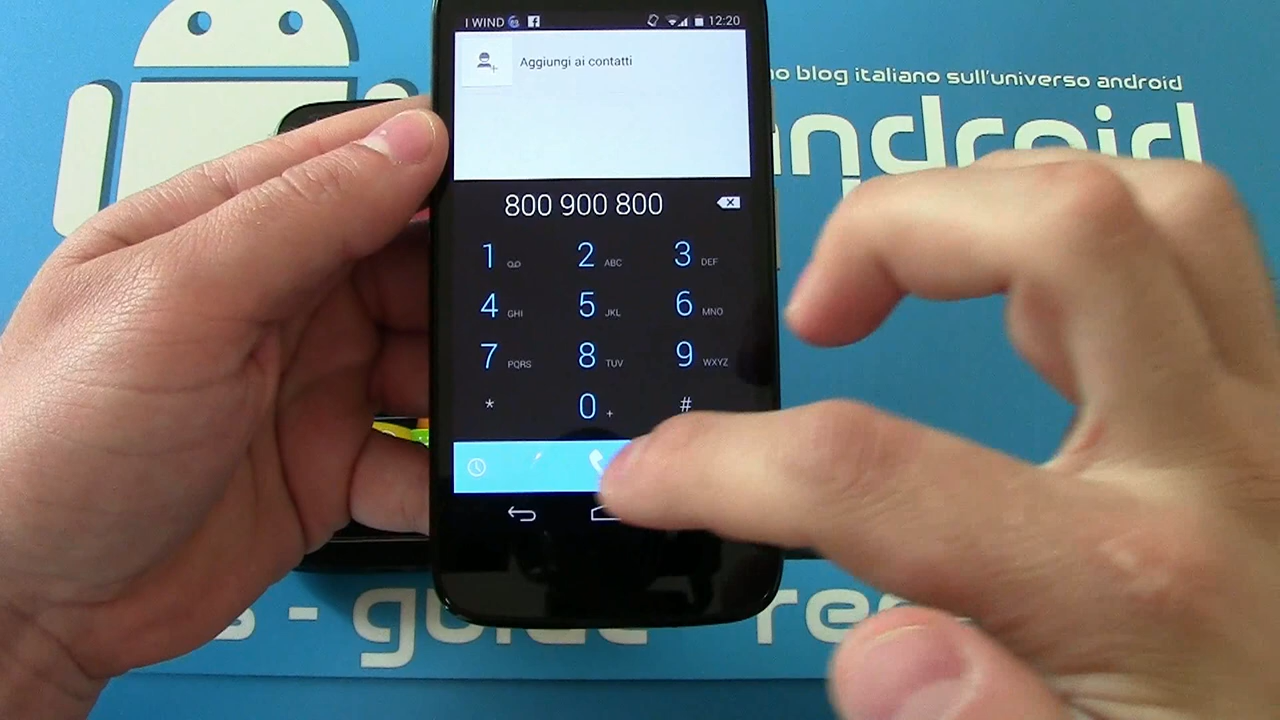 I WIND 12:20
Aggiungi ai contatti
o blog italiano sull'universo android
android
800 900 800
1 2 ABC 3 DEF
4 GHI 5 JKL 6 MNO
7 PQRS 8 TUV 9 WXYZ
* 0 + #